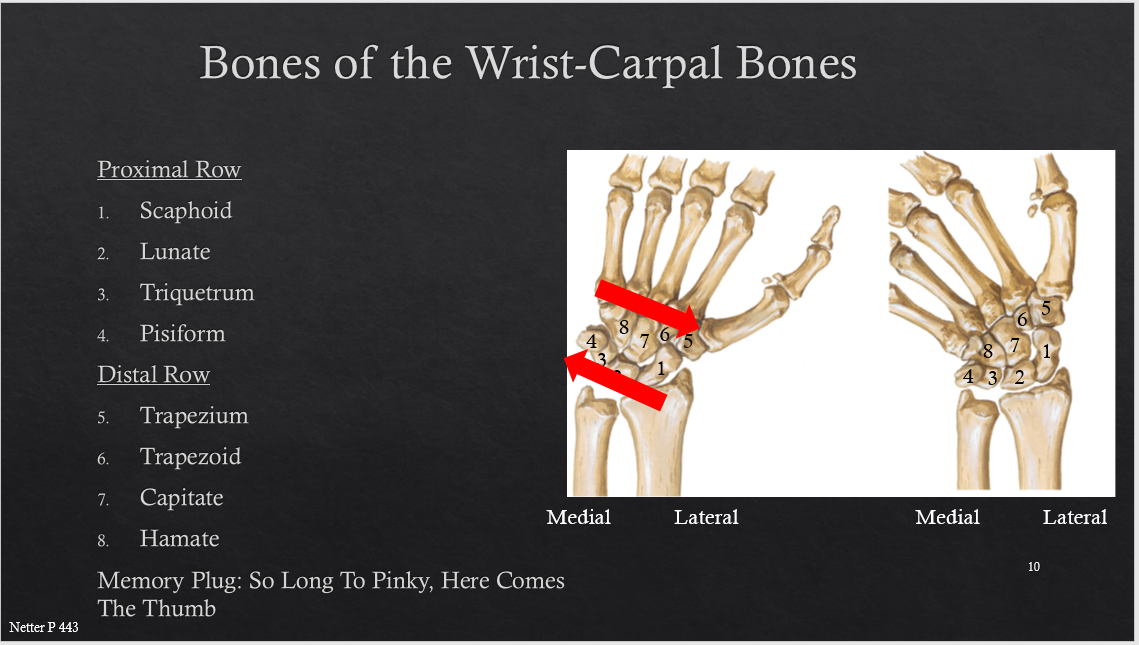 Bones of the Wrist-Carpal Bones
Proximal Row
1. Scaphoid
2. Lunate
3. Triquetrum
4. Pisiform
Distal Row
5. Trapezium
6. Trapezoid
7. Capitate
8. Hamate
Memory Plug: So Long To Pinky, Here Comes
The Thumb
Netter P 443
8
7
6
5
4
3
1
Medial
Lateral
5
6
7
8
1
4
3
2
Medial
Lateral
10